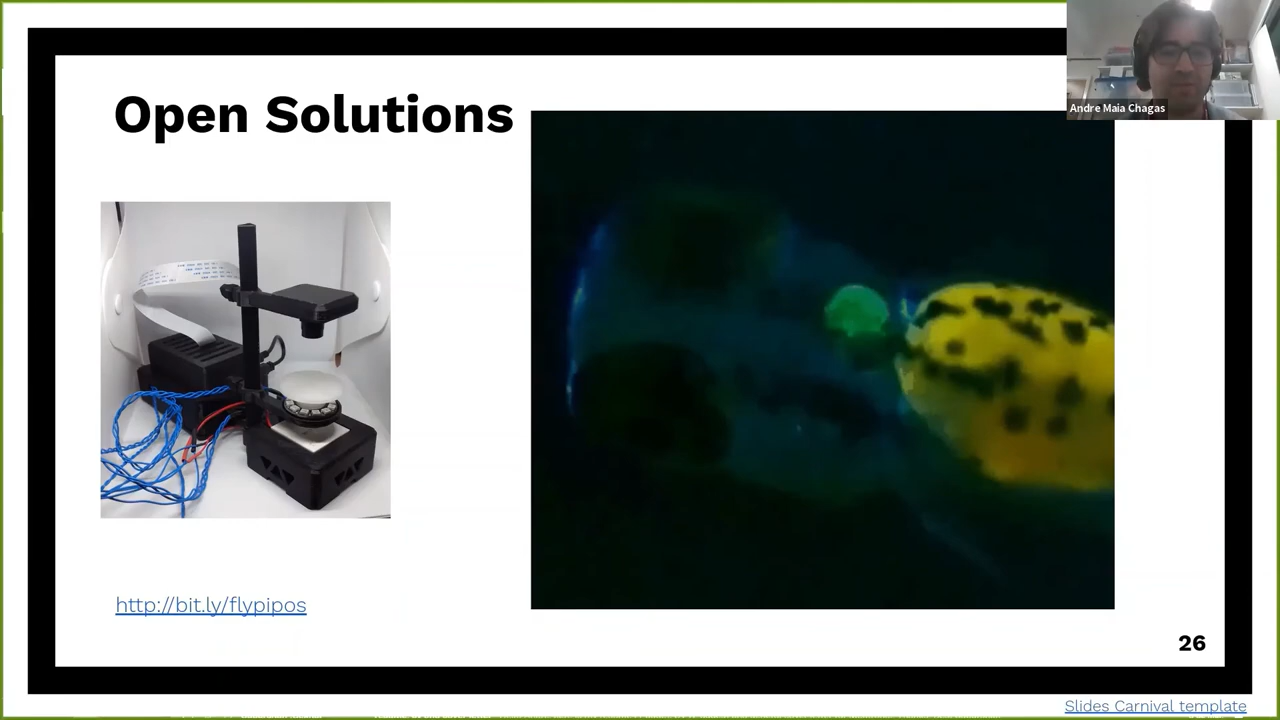 Andre Maia Chagas
Open Solutions
http://bit.ly/flypipos
26
Slides Carnival template